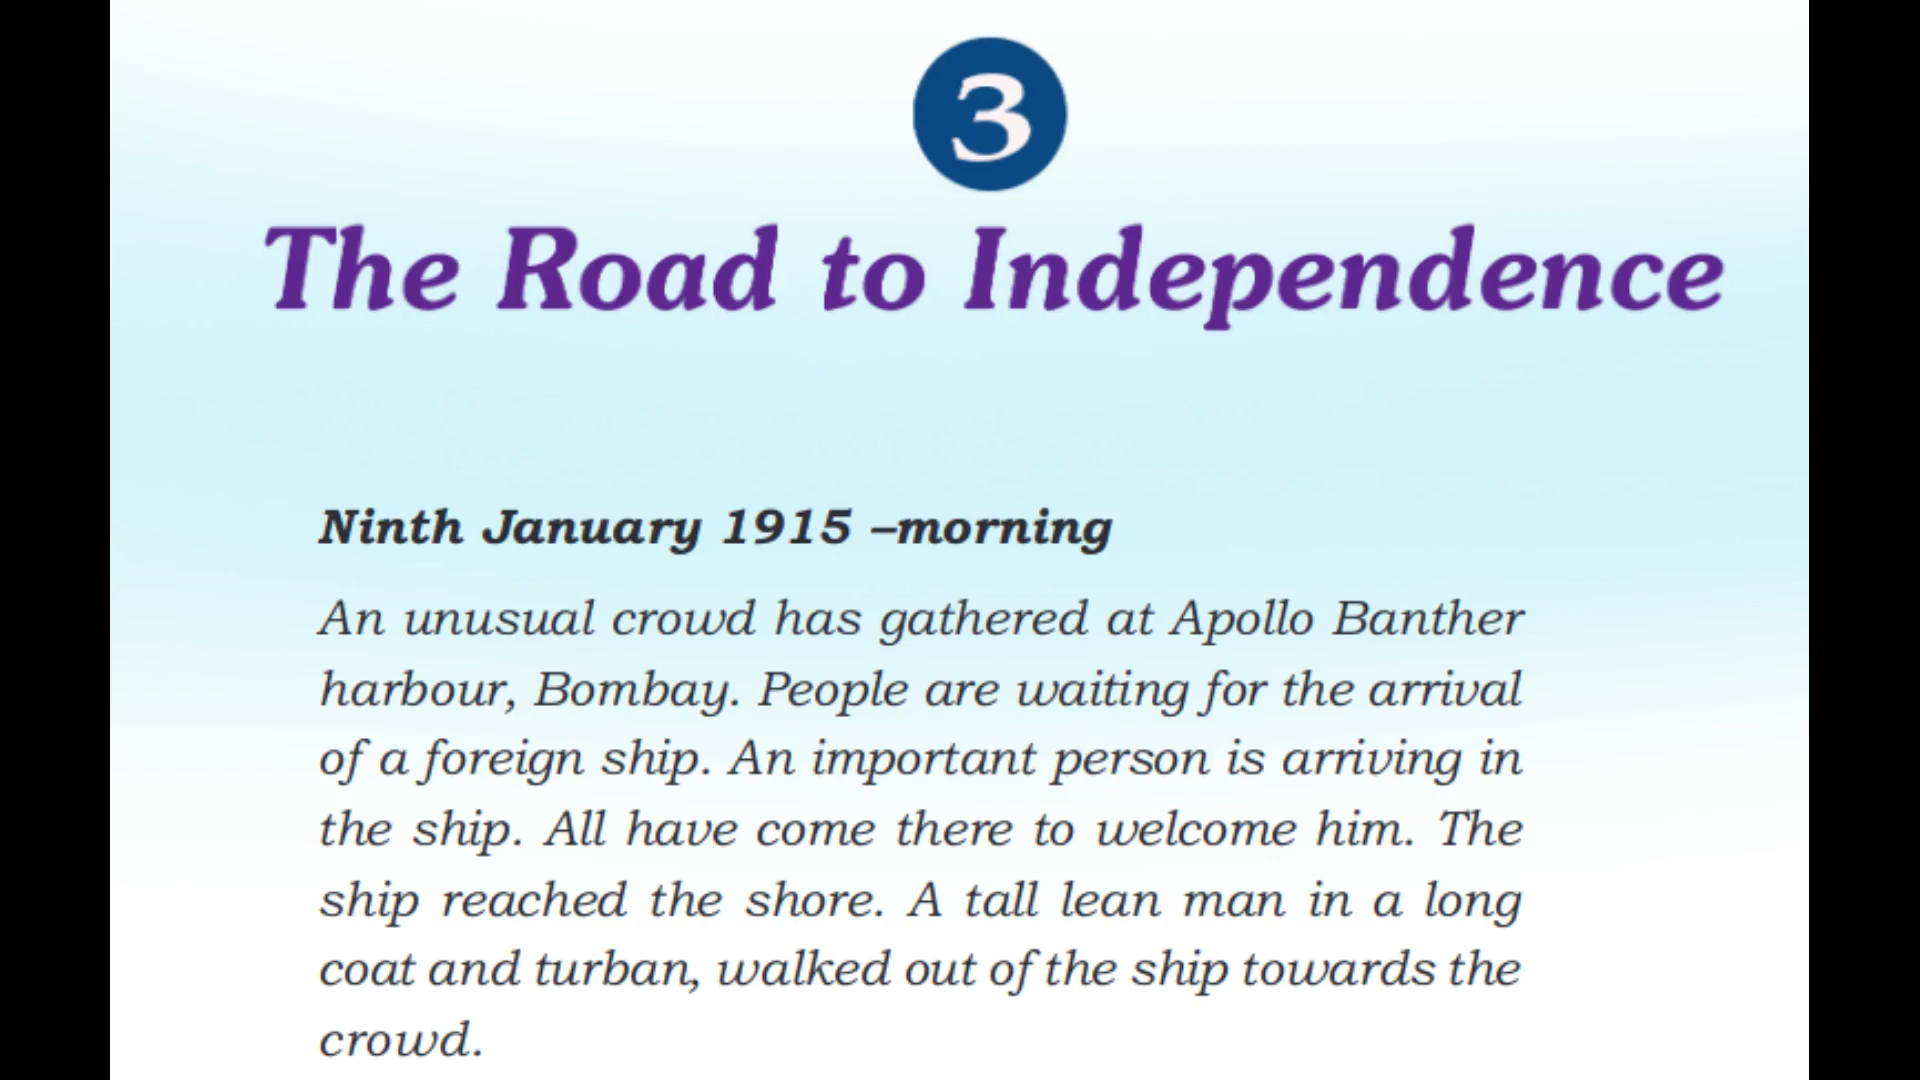 3
The Road to Independence
Ninth January 1915 –morning
An unusual crowd has gathered at Apollo Banther
harbour, Bombay. People are waiting for the arrival
of a foreign ship. An important person is arriving in
the ship. All have come there to welcome him. The
ship reached the shore. A tall lean man in a long
coat and turban, walked out of the ship towards the
crowd.